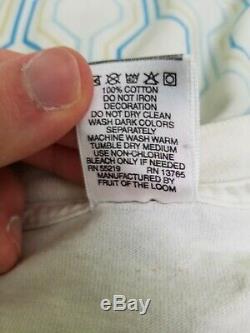 100% COTTON
DO NOT IRON
DECORATION
DO NOT DRY CLEAN
WASH DARK COLORS
SEPARATELY
MACHINE WASH WARM
TUMBLE DRY MEDIUM
USE NON-CHLORINE
BLEACH ONLY IF NEEDED
RN 55219 RN 13765
MANUFACTURED BY
FRUIT OF THE LOOM
ebay